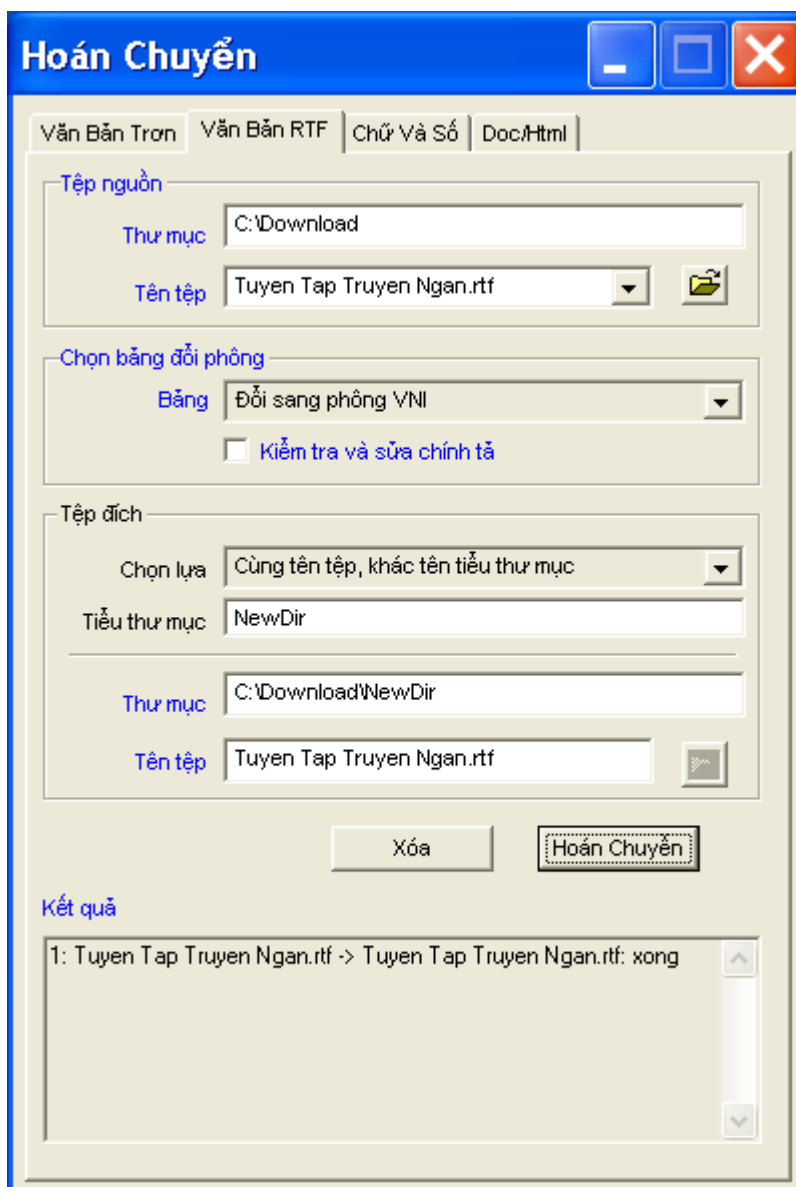 Hoán Chuyển
Văn Bản Trơn Văn Bản RTF Chữ Và Số Doc/Html
Tệp nguồn
Thư mục C:\Download
Tên tệp Tuyen Tap Truyen Ngan.rtf
Chọn bảng đổi phông
Bảng Đổi sang phông VNI
Kiểm tra và sửa chính tả
Tệp đích
Chọn lựa Cùng tên tệp, khác tên tiểu thư mục
Tiểu thư mục NewDir
Thư mục C:\Download\NewDir
Tên tệp Tuyen Tap Truyen Ngan.rtf
Xóa Hoán Chuyển
Kết quả
1: Tuyen Tap Truyen Ngan.rtf -> Tuyen Tap Truyen Ngan.rtf: xong